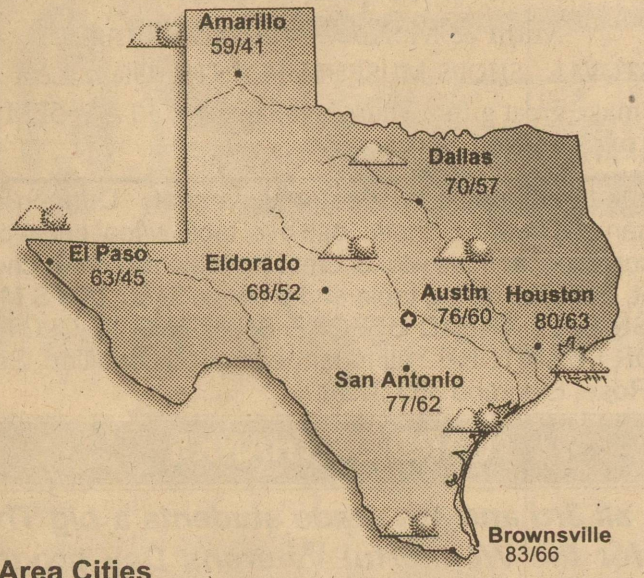 Amarillo
59/41
Dallas
70/57
El Paso
63/45
Eldorado
68/52
Austin
76/60
Houston
80/63
San Antonio
77/62
Brownsville
83/66
Area Cities